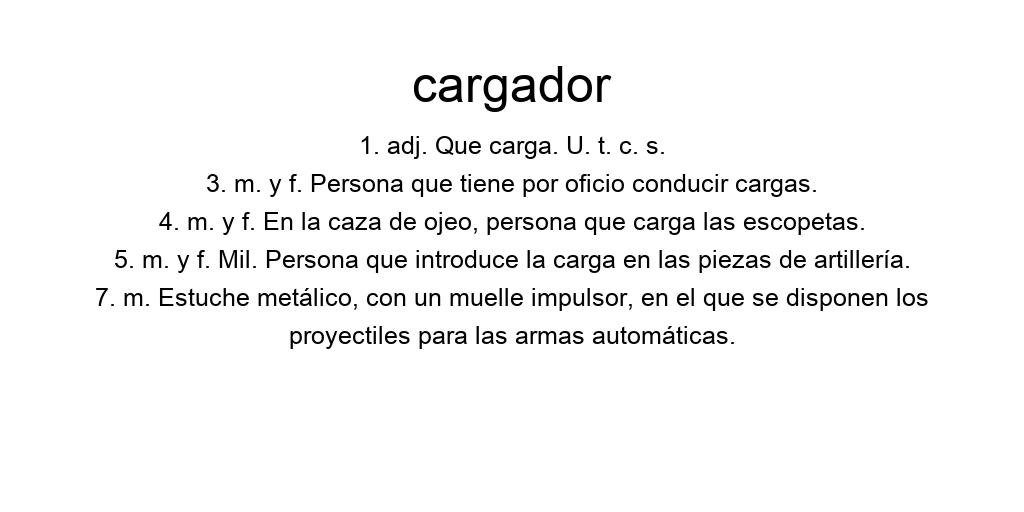 cargador
1. adj. Que carga. U. t. c. s.
3. m. y f. Persona que tiene por oficio conducir cargas.
4. m. y f. En la caza de ojeo, persona que carga las escopetas.
5. m. y f. Mil. Persona que introduce la carga en las piezas de artillería.
7. m. Estuche metálico, con un muelle impulsor, en el que se disponen los
proyectiles para las armas automáticas.